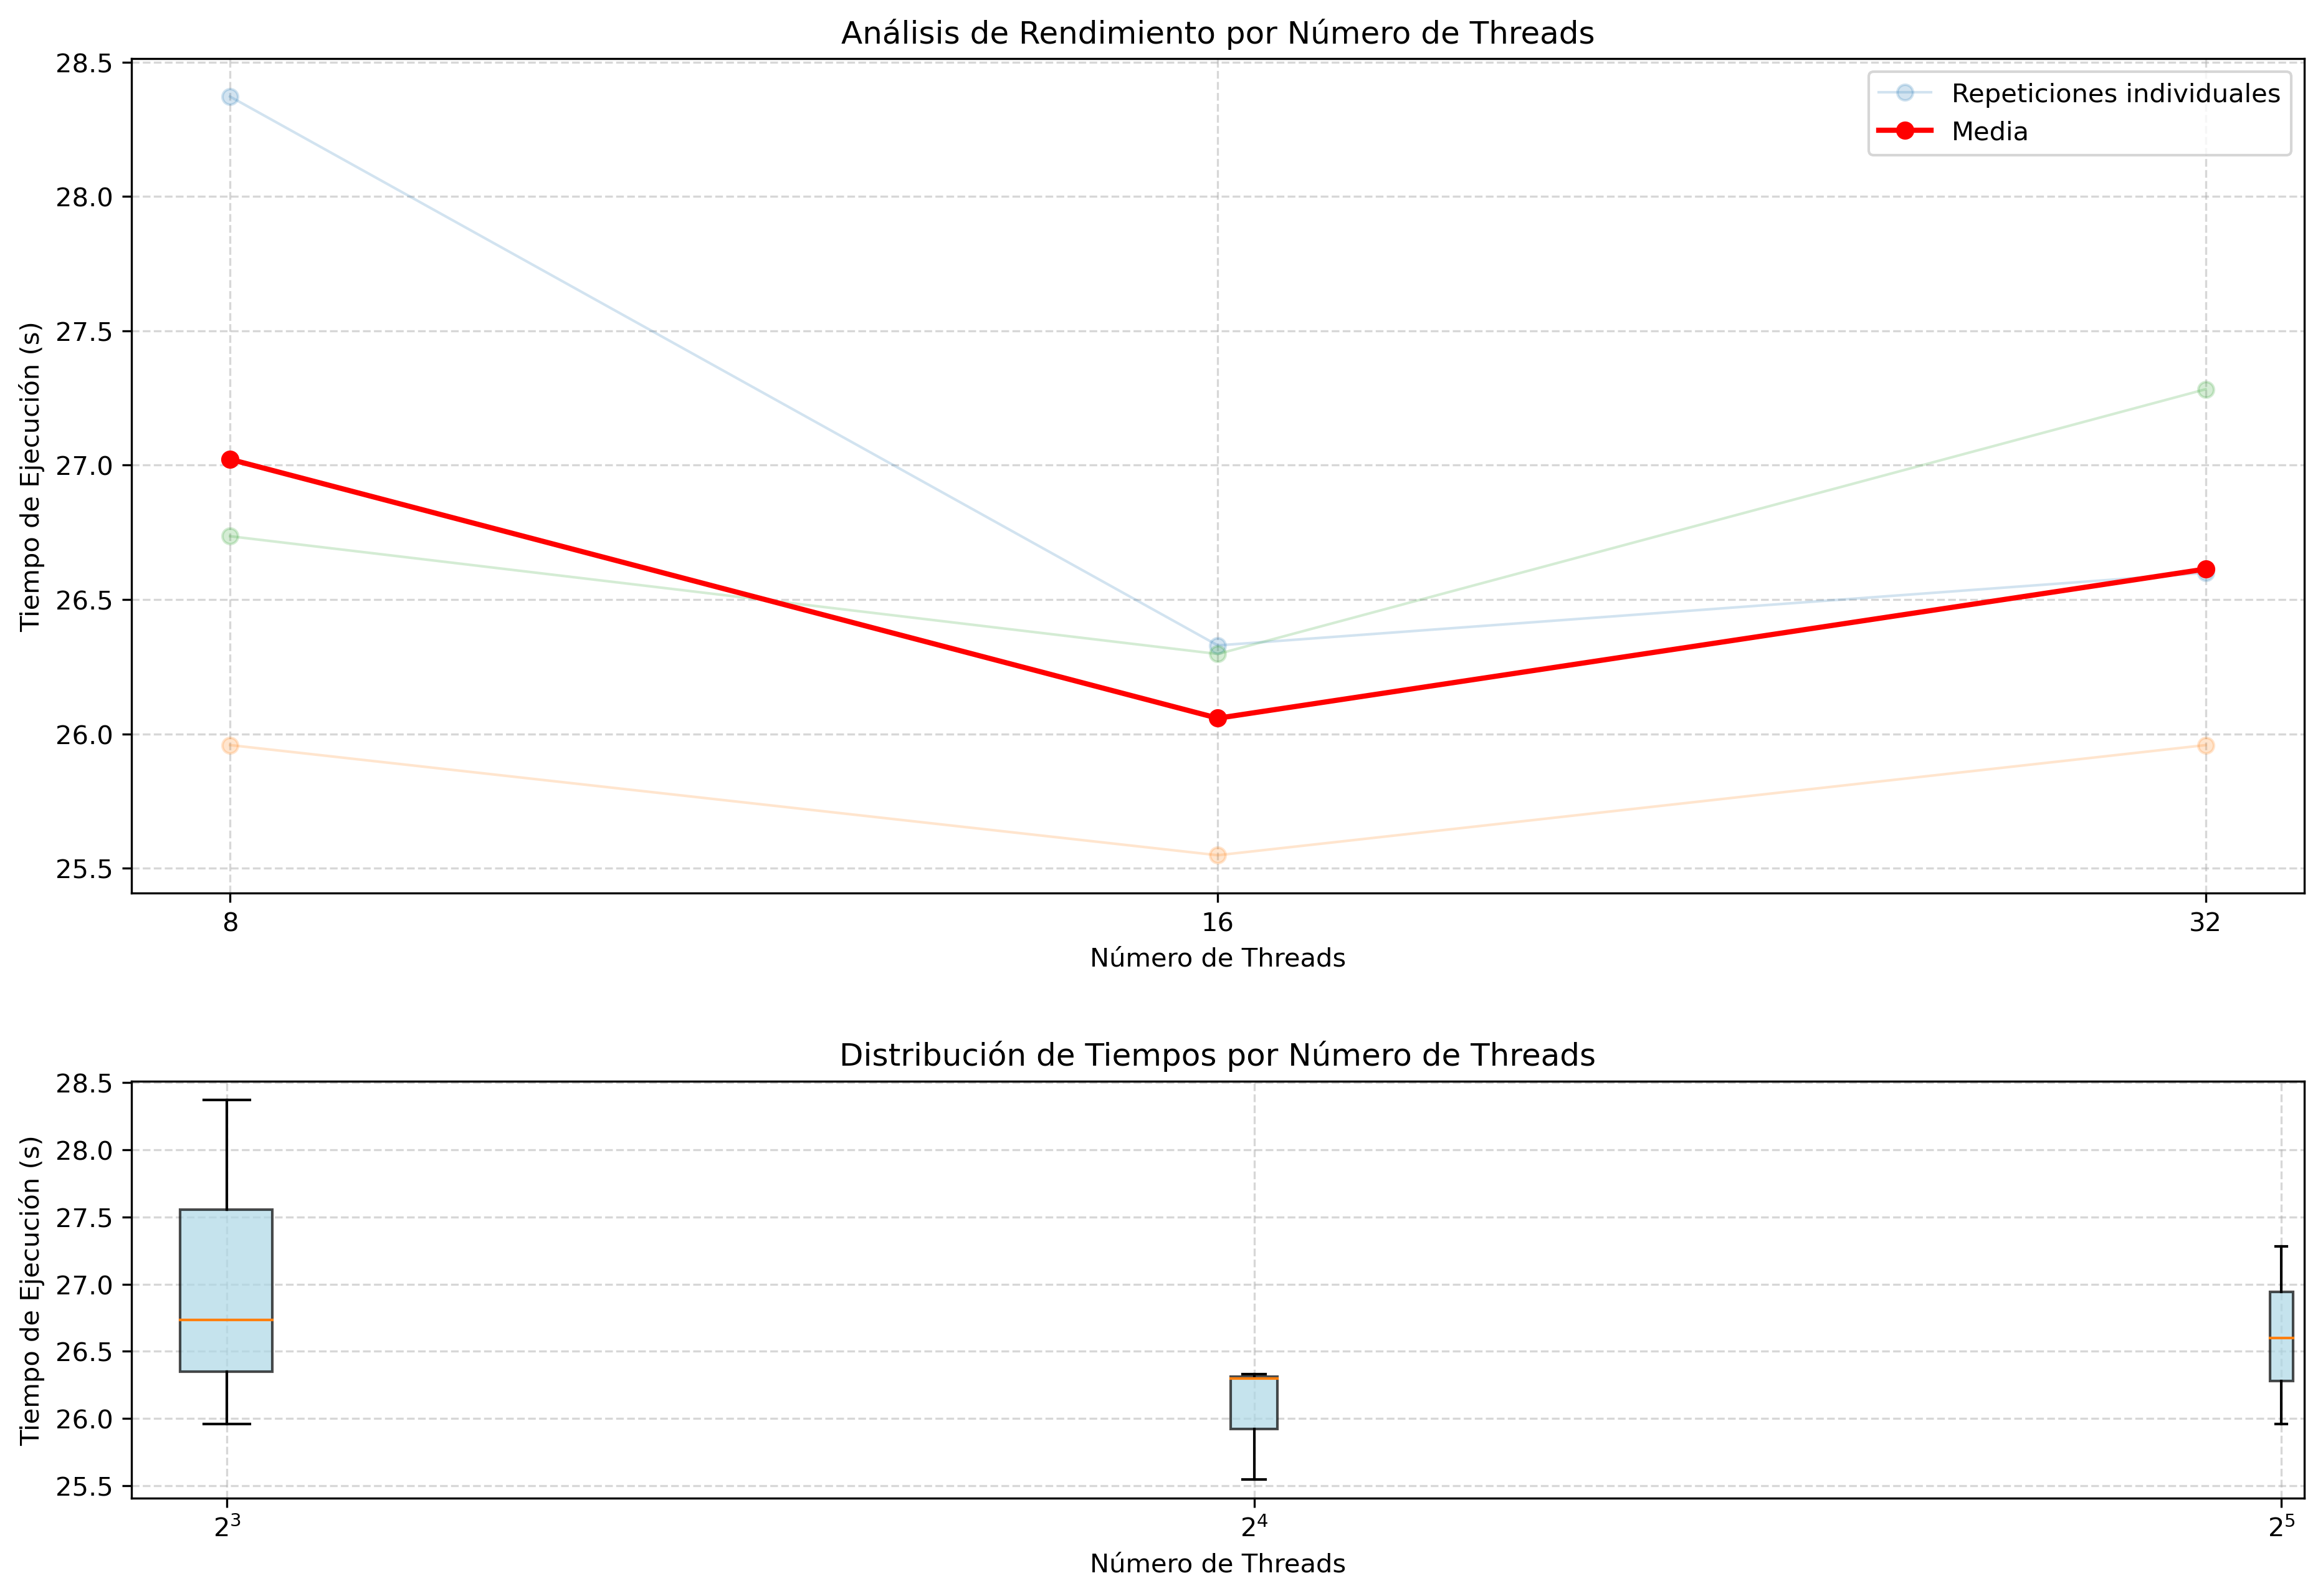 Análisis de Rendimiento por Número de Threads
28.5
28.0
27.5
27.0
26.5
26.0
25.5
Tiempo de Ejecución (s)
Repeticiones individuales
Media
8 16 32
Número de Threads
Distribución de Tiempos por Número de Threads
28.5
28.0
27.5
27.0
26.5
26.0
25.5
Tiempo de Ejecución (s)
2³ 2⁴ 2⁵
Número de Threads